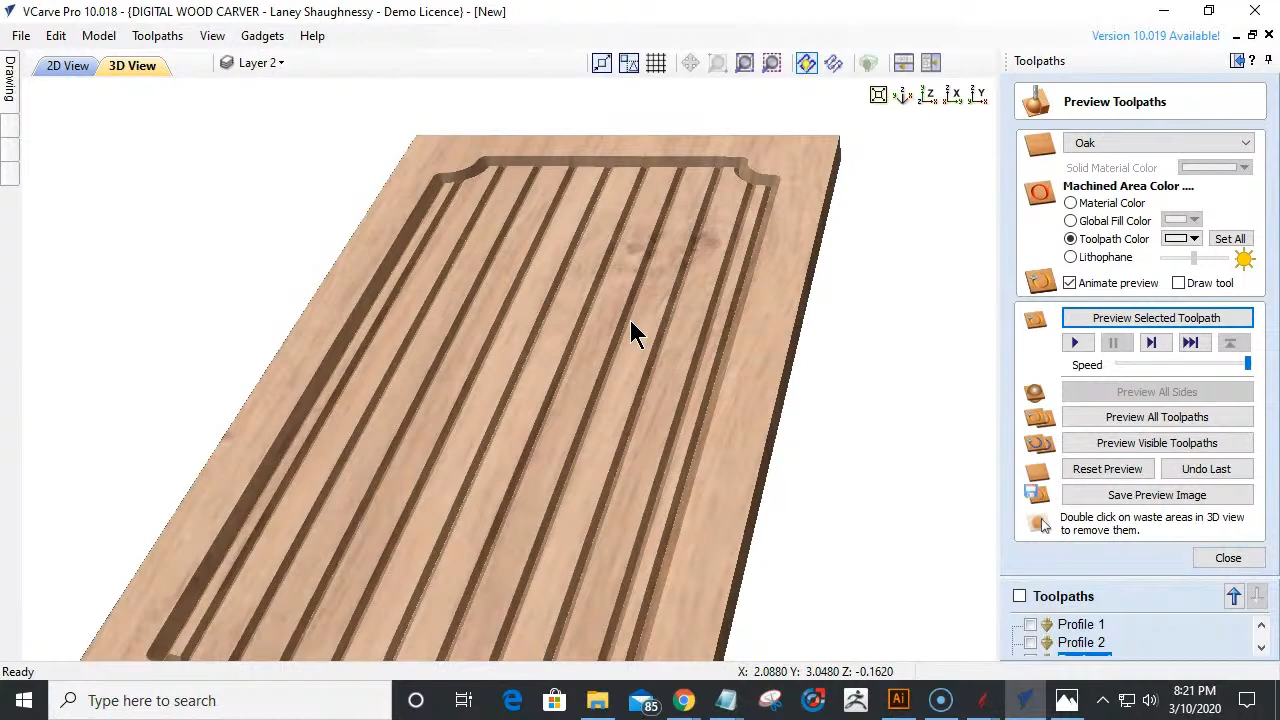 VCarve Pro 10.018 - {DIGITAL WOOD CARVER - Laney Shaughnessy - Demo Licence} - [New]
File Edit Model Toolpaths View Gadgets Help
Version 10.019 Available!
Drawing
2D View
3D View
Layer 2
Z X Y
Toolpaths
Preview Toolpaths
Oak
Solid Material Color
Machined Area Color ....
Material Color
Global Fill Color
Toolpath Color
Set All
Lithophane
Animate preview
Draw tool
Preview Selected Toolpath
Speed
Preview All Sides
Preview All Toolpaths
Preview Visible Toolpaths
Reset Preview
Undo Last
Save Preview Image
Double click on waste areas in 3D view
to remove them.
Close
Toolpaths
Profile 1
Profile 2
Ready
X: 2.0880 Y: 3.0480 Z: -0.1620
Type here to search
85
Ai
8:21 PM
3/10/2020